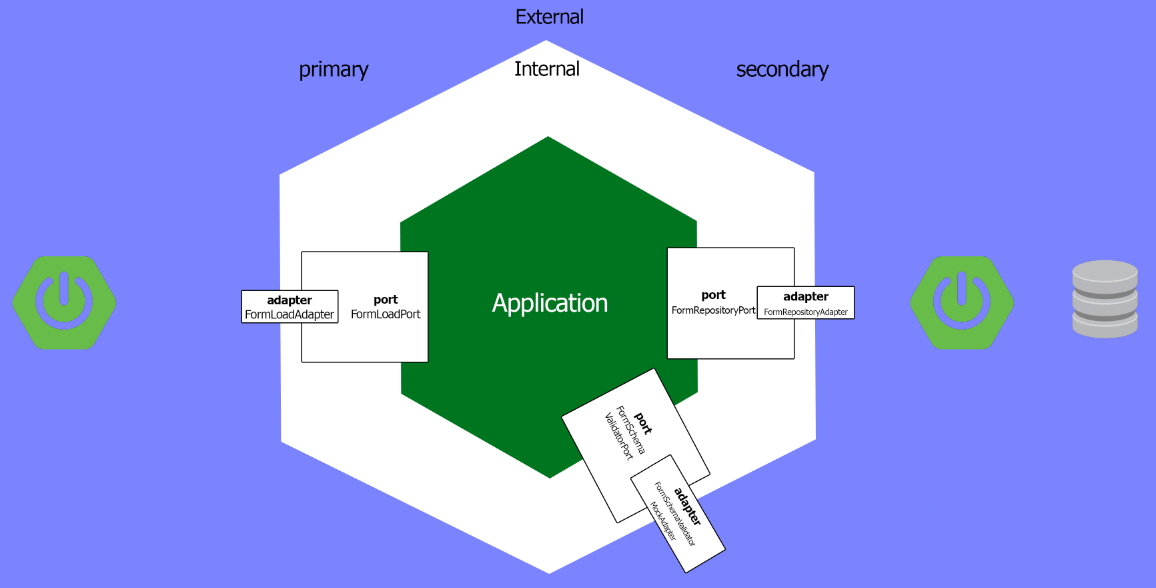 External
primary
Internal
secondary
adapter
FormLoadAdapter
port
FormLoadPort
Application
port
FormRepositoryPort
adapter
FormRepositoryAdapter
port
FormSchema
ValidatorPort
adapter
FormSchemaValidator
MockAdapter